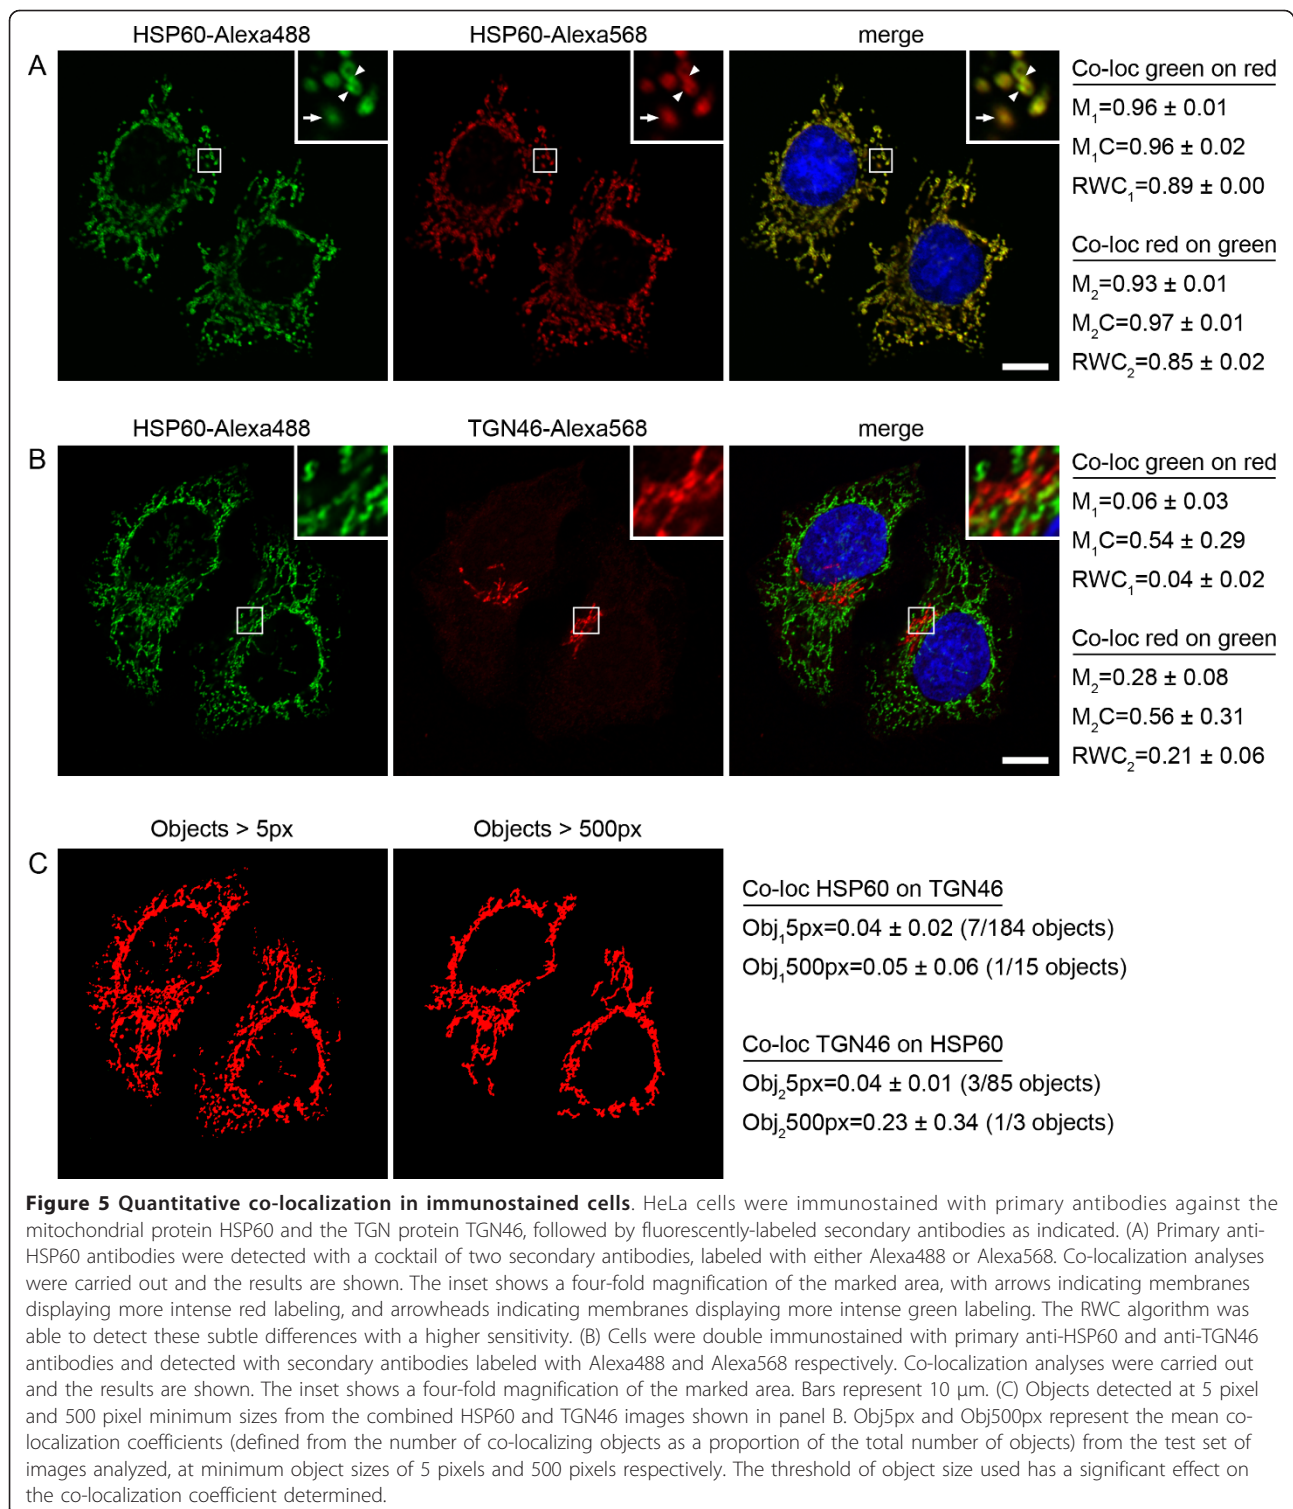 HSP60-Alexa488 HSP60-Alexa568 merge
A
Co-loc green on red
M1=0.96 ± 0.01
M1C=0.96 ± 0.02
RWC1=0.89 ± 0.00
Co-loc red on green
M2=0.93 ± 0.01
M2C=0.97 ± 0.01
RWC2=0.85 ± 0.02
HSP60-Alexa488 TGN46-Alexa568 merge
B
Co-loc green on red
M1=0.06 ± 0.03
M1C=0.54 ± 0.29
RWC1=0.04 ± 0.02
Co-loc red on green
M2=0.28 ± 0.08
M2C=0.56 ± 0.31
RWC2=0.21 ± 0.06
Objects > 5px Objects > 500px
C
Co-loc HSP60 on TGN46
Obj15px=0.04 ± 0.02 (7/184 objects)
Obj1500px=0.05 ± 0.06 (1/15 objects)
Co-loc TGN46 on HSP60
Obj25px=0.04 ± 0.01 (3/85 objects)
Obj2500px=0.23 ± 0.34 (1/3 objects)
Figure 5 Quantitative co-localization in immunostained cells. HeLa cells were immunostained with primary antibodies against the
mitochondrial protein HSP60 and the TGN protein TGN46, followed by fluorescently-labeled secondary antibodies as indicated. (A) Primary anti-
HSP60 antibodies were detected with a cocktail of two secondary antibodies, labeled with either Alexa488 or Alexa568. Co-localization analyses
were carried out and the results are shown. The inset shows a four-fold magnification of the marked area, with arrows indicating membranes
displaying more intense red labeling, and arrowheads indicating membranes displaying more intense green labeling. The RWC algorithm was
able to detect these subtle differences with a higher sensitivity. (B) Cells were double immunostained with primary anti-HSP60 and anti-TGN46
antibodies and detected with secondary antibodies labeled with Alexa488 and Alexa568 respectively. Co-localization analyses were carried out
and the results are shown. The inset shows a four-fold magnification of the marked area. Bars represent 10 μm. (C) Objects detected at 5 pixel
and 500 pixel minimum sizes from the combined HSP60 and TGN46 images shown in panel B. Obj5px and Obj500px represent the mean co-
localization coefficients (defined from the number of co-localizing objects as a proportion of the total number of objects) from the test set of
images analyzed, at minimum object sizes of 5 pixels and 500 pixels respectively. The threshold of object size used has a significant effect on
the co-localization coefficient determined.